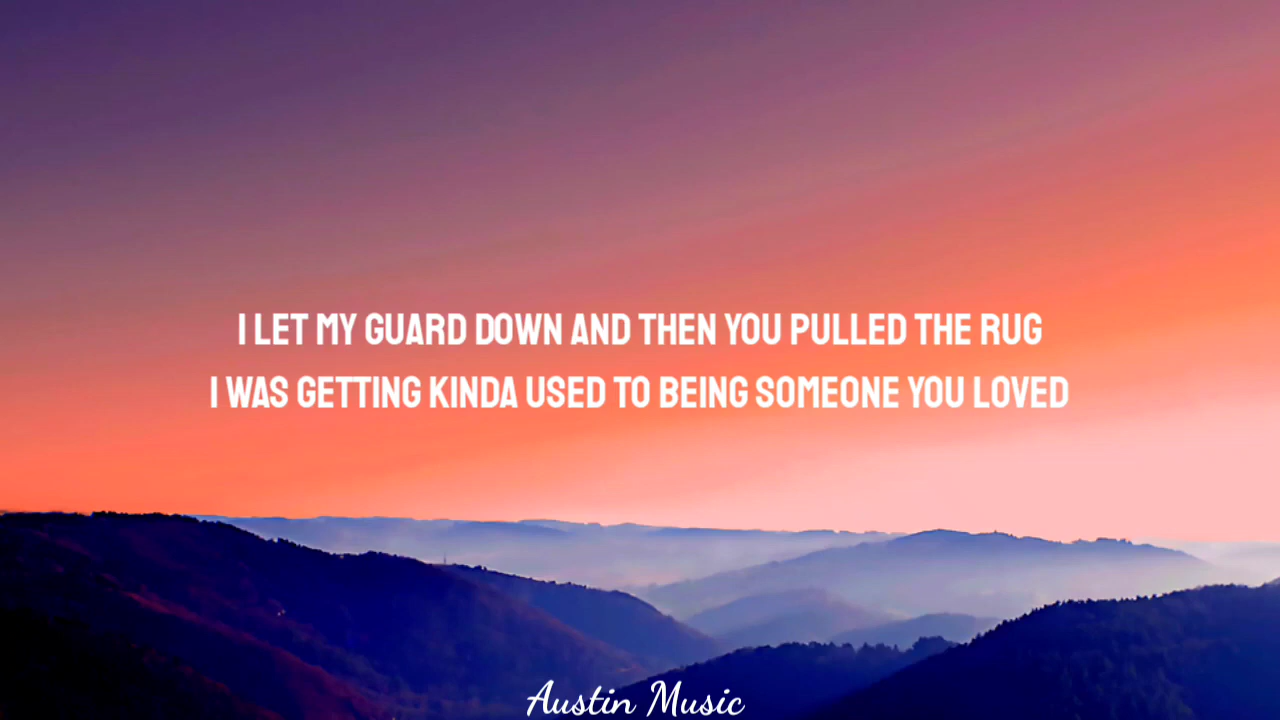 I LET MY GUARD DOWN AND THEN YOU PULLED THE RUG
I WAS GETTING KINDA USED TO BEING SOMEONE YOU LOVED
Austin Music